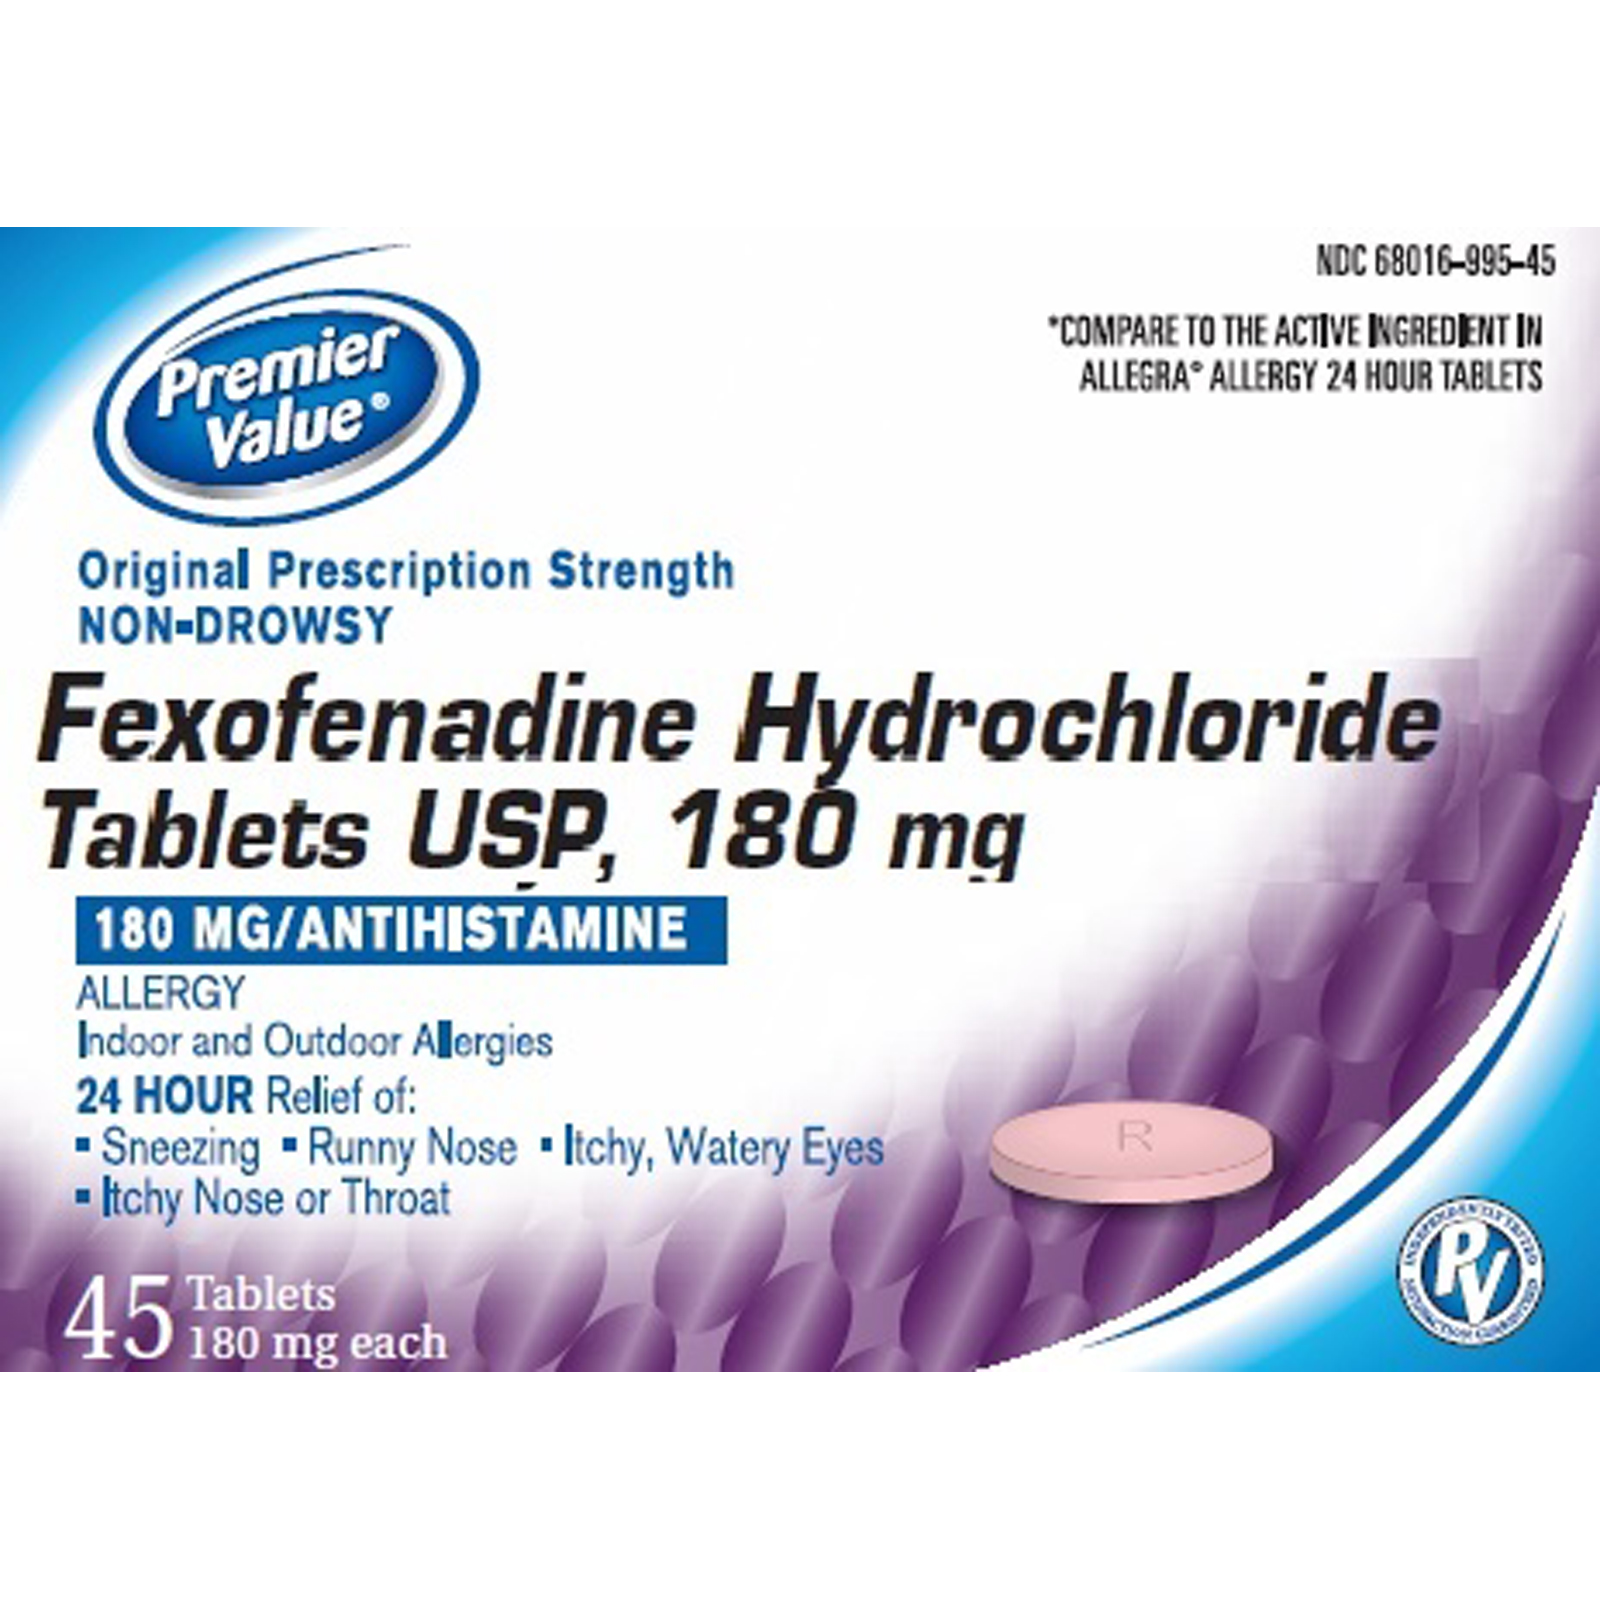 NDC 68016-995-45
*COMPARE TO THE ACTIVE INGREDIENT IN
ALLEGRA® ALLERGY 24 HOUR TABLETS
Premier
Value®
Original Prescription Strength
NON-DROWSY
Fexofenadine Hydrochloride
Tablets USP, 180 mg
180 MG/ANTIHISTAMINE
ALLERGY
Indoor and Outdoor Allergies
24 HOUR Relief of:
▪ Sneezing ▪ Runny Nose ▪ Itchy, Watery Eyes
▪ Itchy Nose or Throat
R
45 Tablets
180 mg each
INDEPENDENTLY TESTED
PV